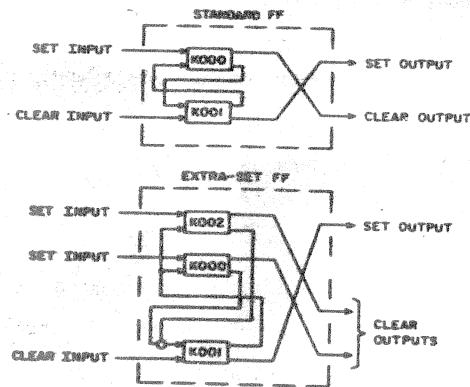 STANDARD FF
SET INPUT
K000
SET OUTPUT
K001
CLEAR INPUT
CLEAR OUTPUT
EXTRA-SET FF
SET INPUT
K002
SET OUTPUT
SET INPUT
K000
CLEAR
OUTPUTS
K001
CLEAR INPUT